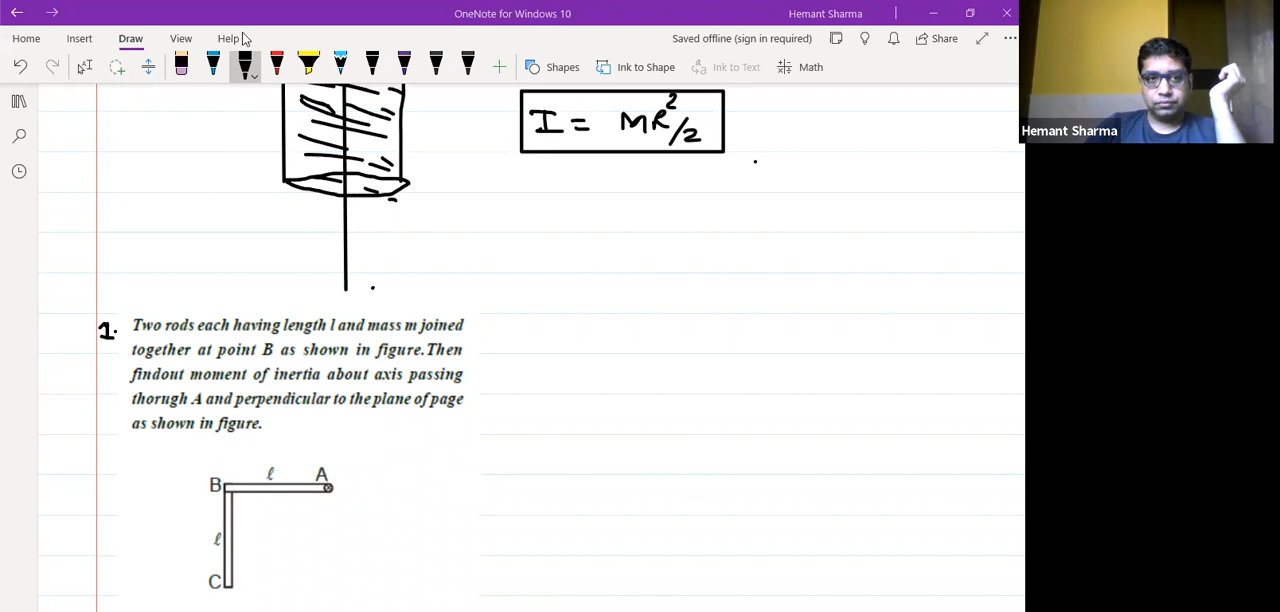 OneNote for Windows 10
Hemant Sharma
Home Insert Draw View Help
Saved offline (sign in required)
Share
Shapes
Ink to Shape
Ink to Text
Math
Hemant Sharma
I = MR²/2
1.
Two rods each having length l and mass m joined
together at point B as shown in figure.Then
findout moment of inertia about axis passing
thorugh A and perpendicular to the plane of page
as shown in figure.
ℓ A
B
ℓ
C